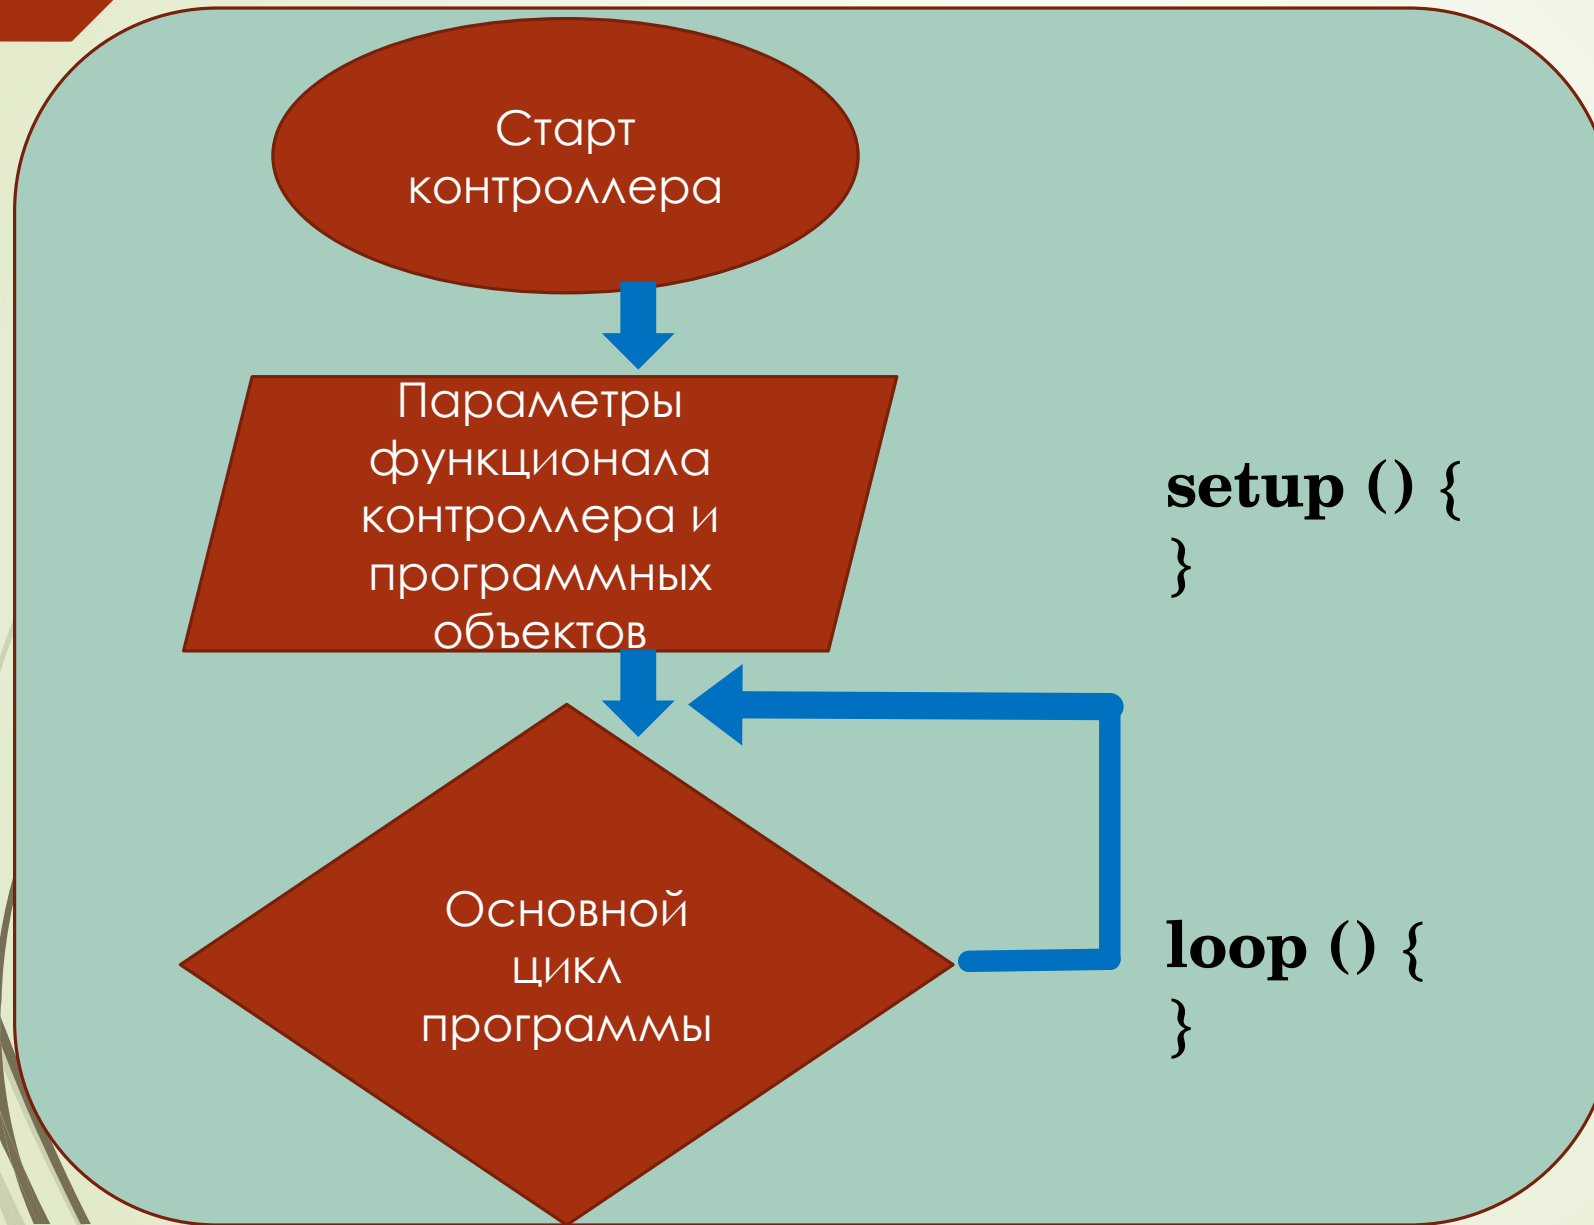 Старт
контроллера
Параметры
функционала
контроллера и
программных
объектов
setup () {
}
Основной
цикл
программы
loop () {
}